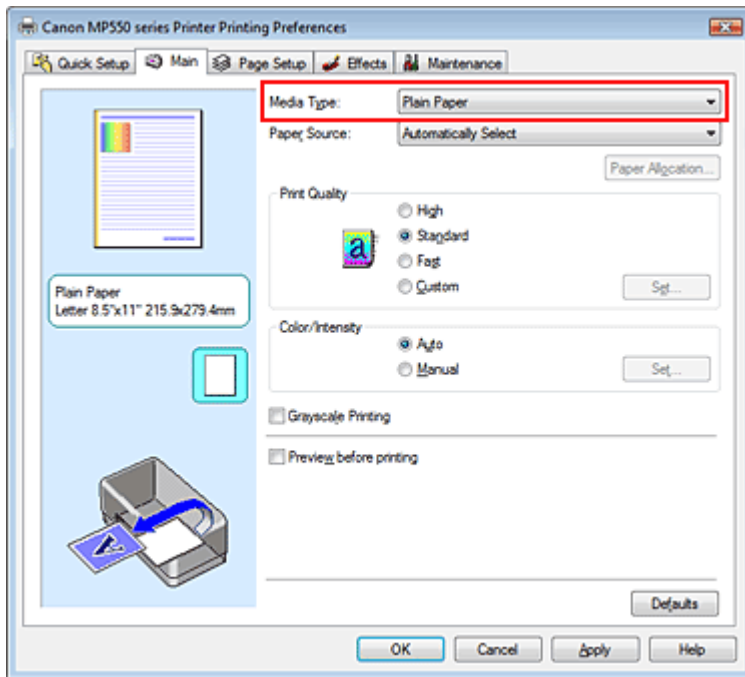 Canon MP550 series Printer Printing Preferences
Quick Setup Main Page Setup Effects Maintenance
Media Type: Plain Paper
Paper Source: Automatically Select
Paper Allocation...
Print Quality
High
Standard
Fast
Custom
Set...
Plain Paper
Letter 8.5"x11" 215.9x279.4mm
Color/Intensity
Auto
Manual
Set...
Grayscale Printing
Preview before printing
Defaults
OK Cancel Apply Help